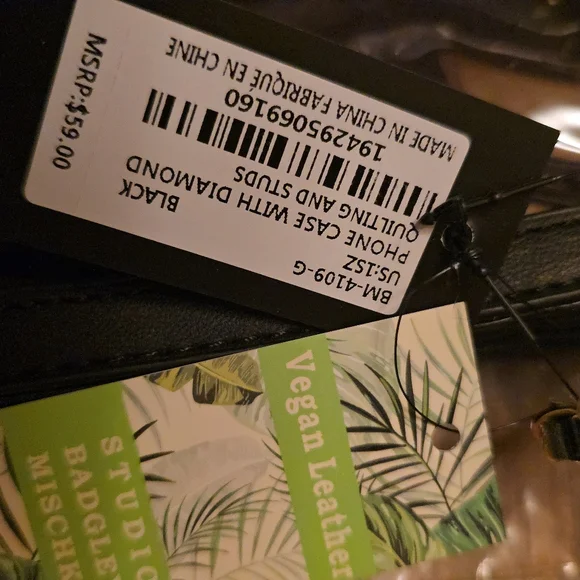 BM-4109-G
US:1SZ
PHONE CASE WITH DIAMOND
QUILTING AND STUDS
BLACK
194295069160
MADE IN CHINA FABRIQUÉ EN CHINE
MSRP:$59.00
Vegan Leather
STUDIO
BADGLEY
MISCHK